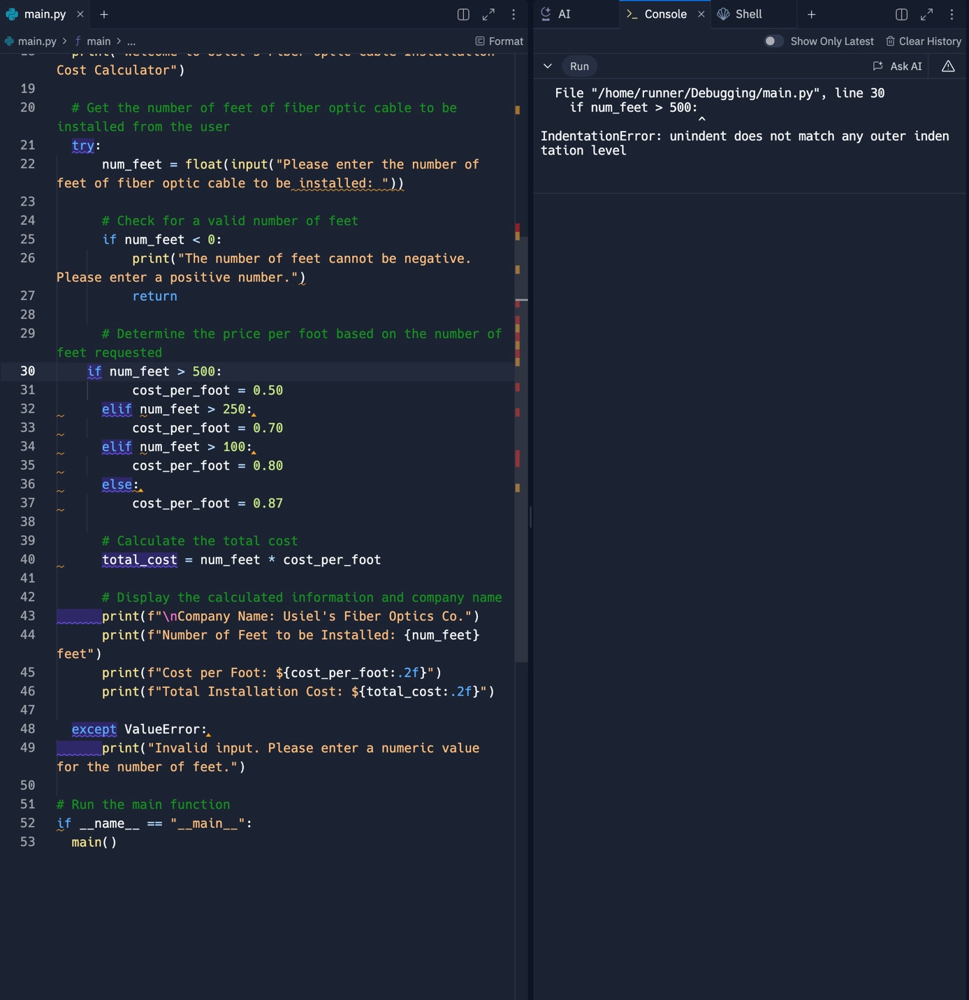 main.py × +
main.py > f main > ...
Format
18 print("Welcome to Usiel's Fiber Optic Cable Installation
Cost Calculator")
19
20 # Get the number of feet of fiber optic cable to be
installed from the user
21 try:
22 num_feet = float(input("Please enter the number of
feet of fiber optic cable to be installed: "))
23
24 # Check for a valid number of feet
25 if num_feet < 0:
26 print("The number of feet cannot be negative.
Please enter a positive number.")
27 return
28
29 # Determine the price per foot based on the number of
feet requested
30 if num_feet > 500:
31 cost_per_foot = 0.50
32 elif num_feet > 250:
33 cost_per_foot = 0.70
34 elif num_feet > 100:
35 cost_per_foot = 0.80
36 else:
37 cost_per_foot = 0.87
38
39 # Calculate the total cost
40 total_cost = num_feet * cost_per_foot
41
42 # Display the calculated information and company name
43 print(f"\nCompany Name: Usiel's Fiber Optics Co.")
44 print(f"Number of Feet to be Installed: {num_feet}
feet")
45 print(f"Cost per Foot: ${cost_per_foot:.2f}")
46 print(f"Total Installation Cost: ${total_cost:.2f}")
47
48 except ValueError:
49 print("Invalid input. Please enter a numeric value
for the number of feet.")
50
51 # Run the main function
52 if __name__ == "__main__":
53 main()
AI
>_ Console ×
Shell
+
Show Only Latest
Clear History
Run
Ask AI
File "/home/runner/Debugging/main.py", line 30
if num_feet > 500:
^
IndentationError: unindent does not match any outer inden
tation level